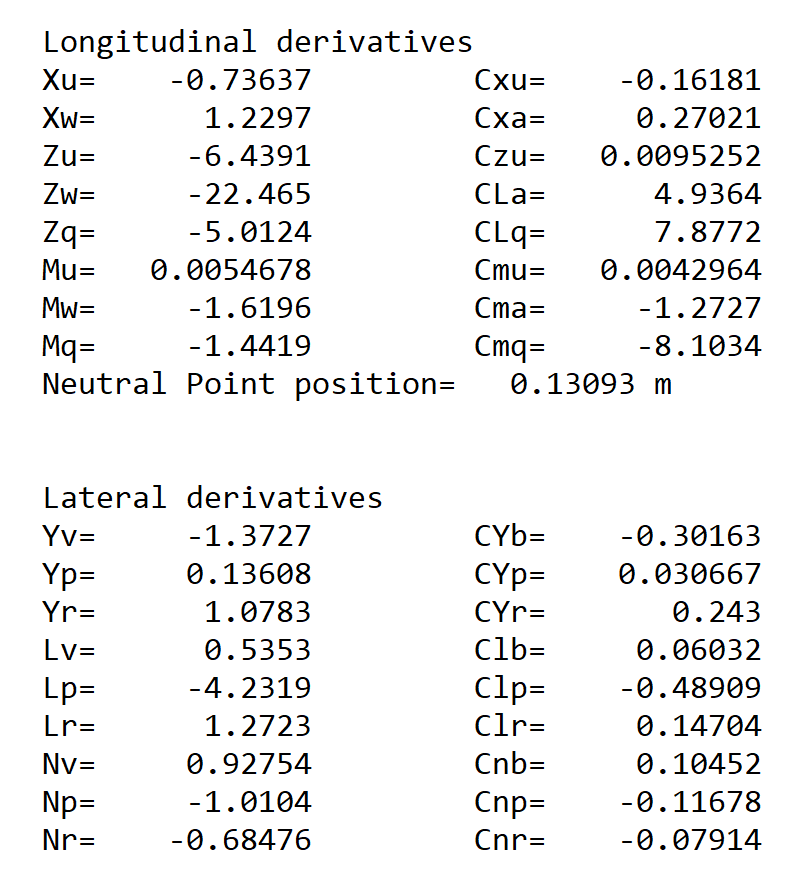 Longitudinal derivatives
Xu=    -0.73637         Cxu=    -0.16181
Xw=      1.2297         Cxa=     0.27021
Zu=     -6.4391         Czu=   0.0095252
Zw=     -22.465         CLa=      4.9364
Zq=     -5.0124         CLq=      7.8772
Mu=   0.0054678         Cmu=   0.0042964
Mw=     -1.6196         Cma=     -1.2727
Mq=     -1.4419         Cmq=     -8.1034
Neutral Point position=   0.13093 m
Lateral derivatives
Yv=     -1.3727         CYb=    -0.30163
Yp=     0.13608         CYp=    0.030667
Yr=      1.0783         CYr=       0.243
Lv=      0.5353         Clb=     0.06032
Lp=     -4.2319         Clp=    -0.48909
Lr=      1.2723         Clr=     0.14704
Nv=     0.92754         Cnb=     0.10452
Np=     -1.0104         Cnp=    -0.11678
Nr=    -0.68476         Cnr=    -0.07914